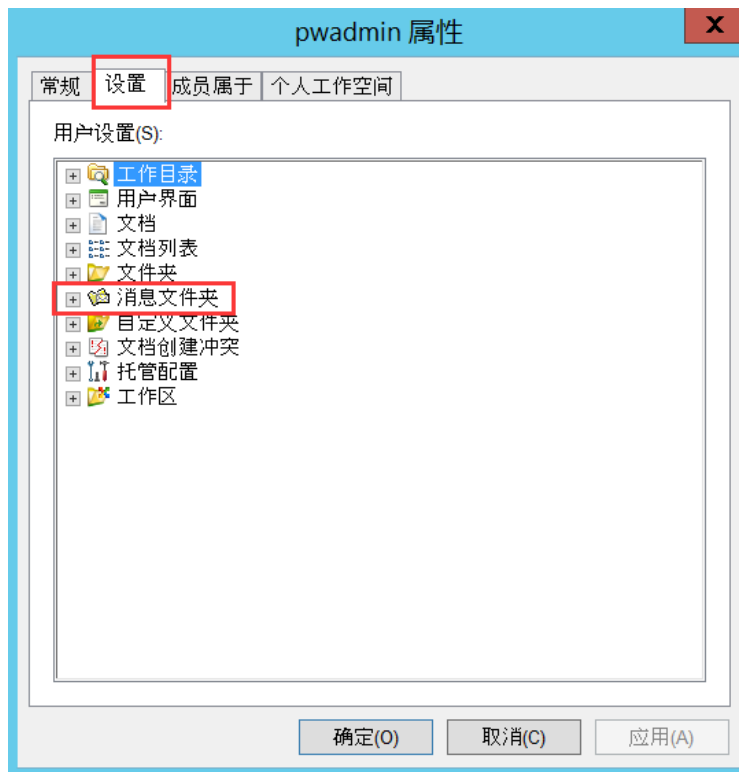 pwadmin 属性
X
常规 设置 成员属于 个人工作空间
用户设置(S):
工作目录
用户界面
文档
文档列表
文件夹
消息文件夹
自定义文件夹
文档创建冲突
托管配置
工作区
确定(O) 取消(C) 应用(A)